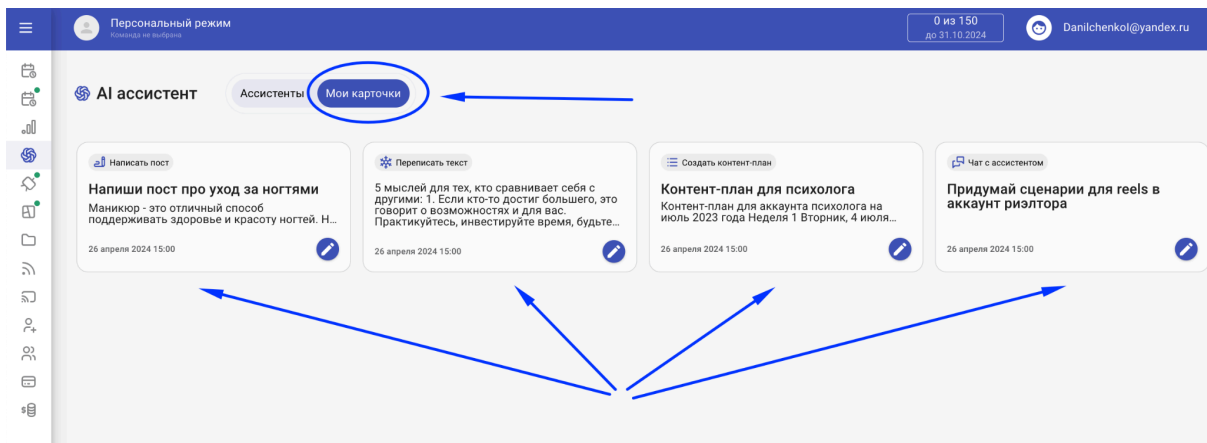 Персональный режим
Команда не выбрана
0 из 150
до 31.10.2024
Danilchenkol@yandex.ru
AI ассистент
Ассистенты
Мои карточки
Написать пост
Напиши пост про уход за ногтями
Маникюр - это отличный способ
поддерживать здоровье и красоту ногтей. Н...
26 апреля 2024 15:00
Переписать текст
5 мыслей для тех, кто сравнивает себя с
другими: 1. Если кто-то достиг большего, это
говорит о возможностях и для вас.
Практикуйтесь, инвестируйте время, будьте...
26 апреля 2024 15:00
Создать контент-план
Контент-план для психолога
Контент-план для аккаунта психолога на
июль 2023 года Неделя 1 Вторник, 4 июля...
26 апреля 2024 15:00
Чат с ассистентом
Придумай сценарии для reels в
аккаунт риэлтора
26 апреля 2024 15:00